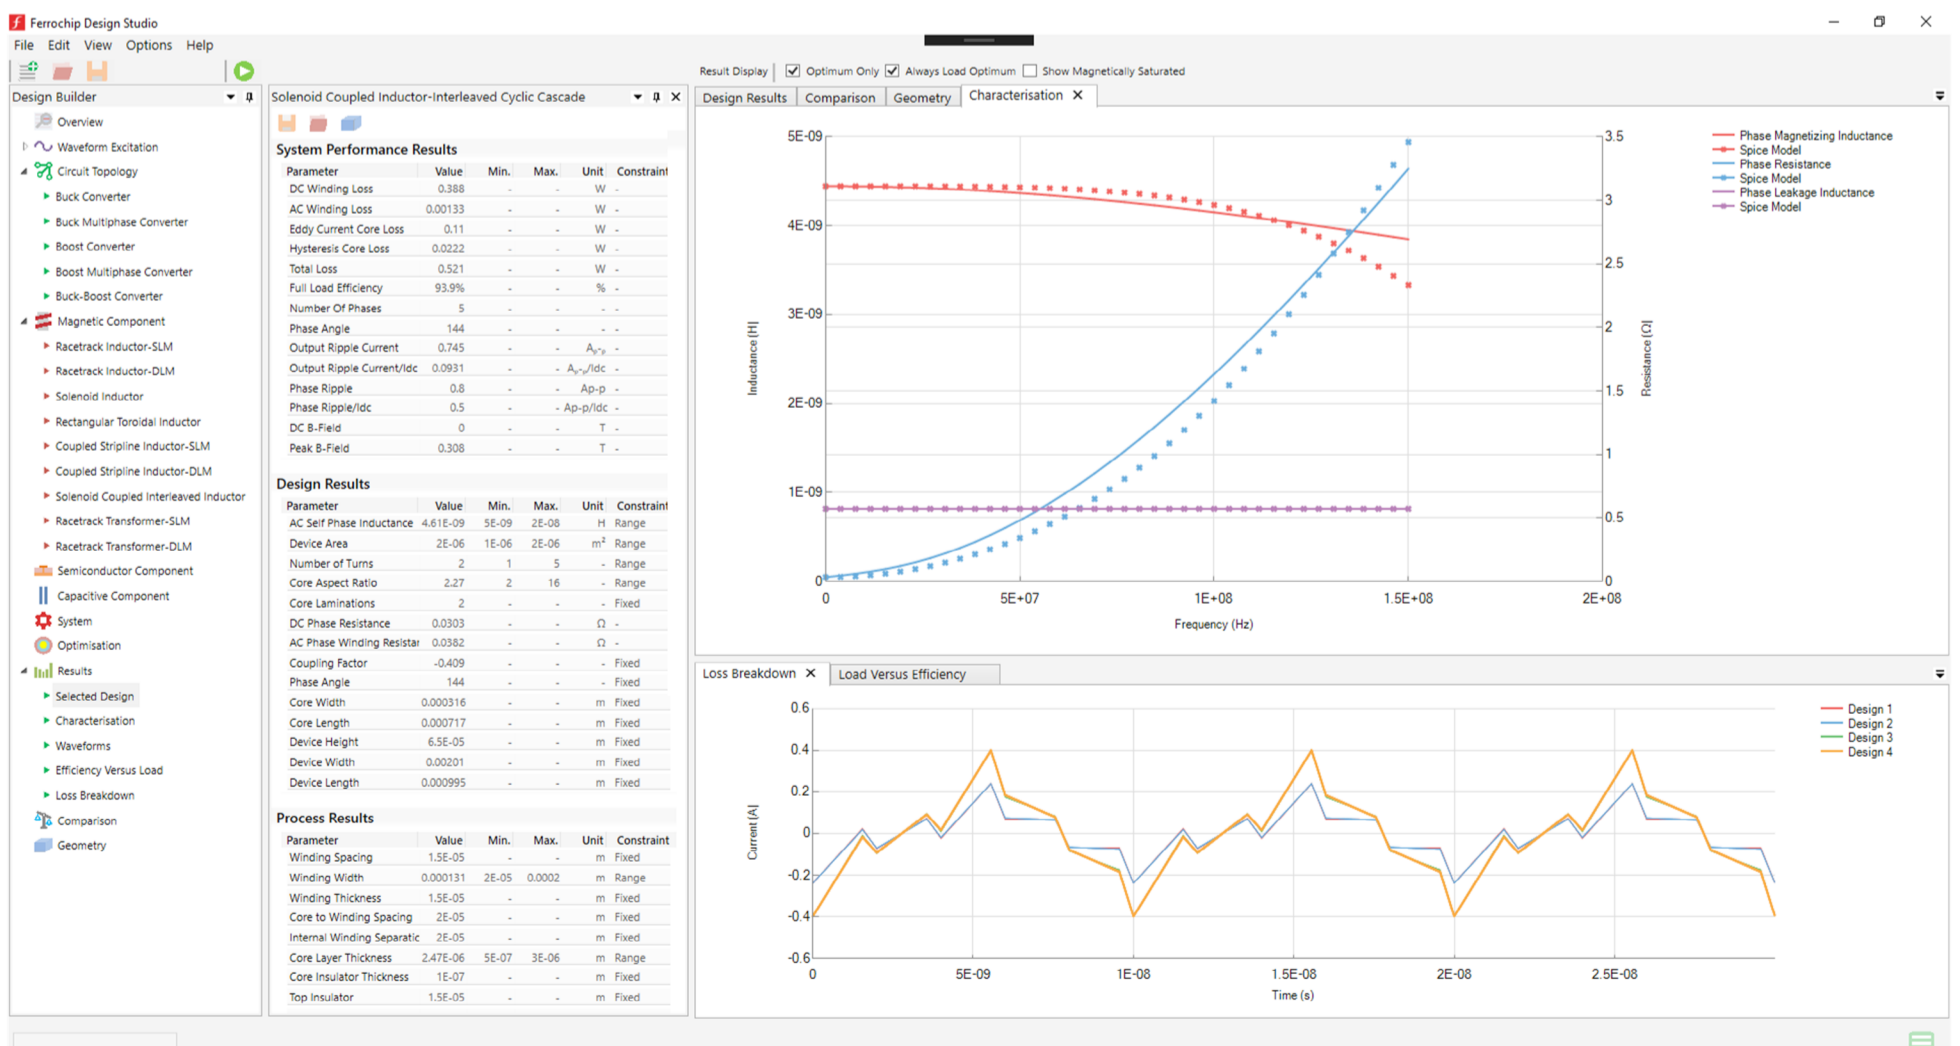 Ferrochip Design Studio
File Edit View Options Help
Result Display Optimum Only Always Load Optimum Show Magnetically Saturated
Design Builder
Overview
Waveform Excitation
Circuit Topology
Buck Converter
Buck Multiphase Converter
Boost Converter
Boost Multiphase Converter
Buck-Boost Converter
Magnetic Component
Racetrack Inductor-SLM
Racetrack Inductor-DLM
Solenoid Inductor
Rectangular Toroidal Inductor
Coupled Stripline Inductor-SLM
Coupled Stripline Inductor-DLM
Solenoid Coupled Interleaved Inductor
Racetrack Transformer-SLM
Racetrack Transformer-DLM
Semiconductor Component
Capacitive Component
System
Optimisation
Results
Selected Design
Characterisation
Waveforms
Efficiency Versus Load
Loss Breakdown
Comparison
Geometry
Solenoid Coupled Inductor-Interleaved Cyclic Cascade
System Performance Results
Parameter Value Min. Max. Unit Constraint
DC Winding Loss 0.388 - - W -
AC Winding Loss 0.00133 - - W -
Eddy Current Core Loss 0.11 - - W -
Hysteresis Core Loss 0.0222 - - W -
Total Loss 0.521 - - W -
Full Load Efficiency 93.9% - - % -
Number Of Phases 5 - - - -
Phase Angle 144 - - - -
Output Ripple Current 0.745 - - Ap-p -
Output Ripple Current/Idc 0.0931 - - Ap-p/Idc -
Phase Ripple 0.8 - - Ap-p -
Phase Ripple/Idc 0.5 - - Ap-p/Idc -
DC B-Field 0 - - T -
Peak B-Field 0.308 - - T -
Design Results
Parameter Value Min. Max. Unit Constraint
AC Self Phase Inductance 4.61E-09 5E-09 2E-08 H Range
Device Area 2E-06 1E-06 2E-06 m² Range
Number of Turns 2 1 5 - Range
Core Aspect Ratio 2.27 2 16 - Range
Core Laminations 2 - - - Fixed
DC Phase Resistance 0.0303 - - Ω -
AC Phase Winding Resistar 0.0382 - - Ω -
Coupling Factor -0.409 - - - Fixed
Phase Angle 144 - - - Fixed
Core Width 0.000316 - - m Fixed
Core Length 0.000717 - - m Fixed
Device Height 6.5E-05 - - m Fixed
Device Width 0.00201 - - m Fixed
Device Length 0.000995 - - m Fixed
Process Results
Parameter Value Min. Max. Unit Constraint
Winding Spacing 1.5E-05 - - m Fixed
Winding Width 0.000131 2E-05 0.0002 m Range
Winding Thickness 1.5E-05 - - m Fixed
Core to Winding Spacing 2E-05 - - m Fixed
Internal Winding Separatic 2E-05 - - m Fixed
Core Layer Thickness 2.47E-06 5E-07 3E-06 m Range
Core Insulator Thickness 1E-07 - - m Fixed
Top Insulator 1.5E-05 - - m Fixed
Design Results Comparison Geometry Characterisation
5E-09
4E-09
3E-09
2E-09
1E-09
0
Inductance [H]
3.5
3
2.5
2
1.5
1
0.5
0
Resistance [Ω]
0 5E+07 1E+08 1.5E+08 2E+08
Frequency (Hz)
Phase Magnetizing Inductance
Spice Model
Phase Resistance
Spice Model
Phase Leakage Inductance
Spice Model
Loss Breakdown Load Versus Efficiency
0.6
0.4
0.2
0
-0.2
-0.4
-0.6
Current [A]
0 5E-09 1E-08 1.5E-08 2E-08 2.5E-08
Time (s)
Design 1
Design 2
Design 3
Design 4